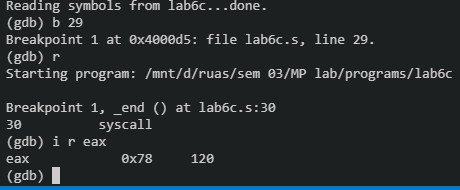 Reading symbols from lab6c...done.
(gdb) b 29
Breakpoint 1 at 0x4000d5: file lab6c.s, line 29.
(gdb) r
Starting program: /mnt/d/ruas/sem 03/MP lab/programs/lab6c
Breakpoint 1, _end () at lab6c.s:30
30 syscall
(gdb) i r eax
eax 0x78 120
(gdb)